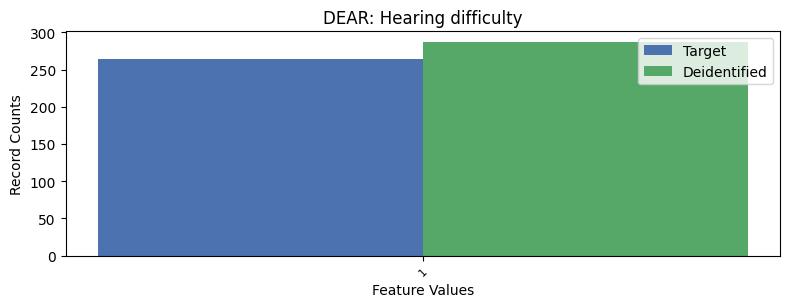 DEAR: Hearing difficulty
Target
Deidentified
Record Counts
300
250
200
150
100
50
0
1
Feature Values